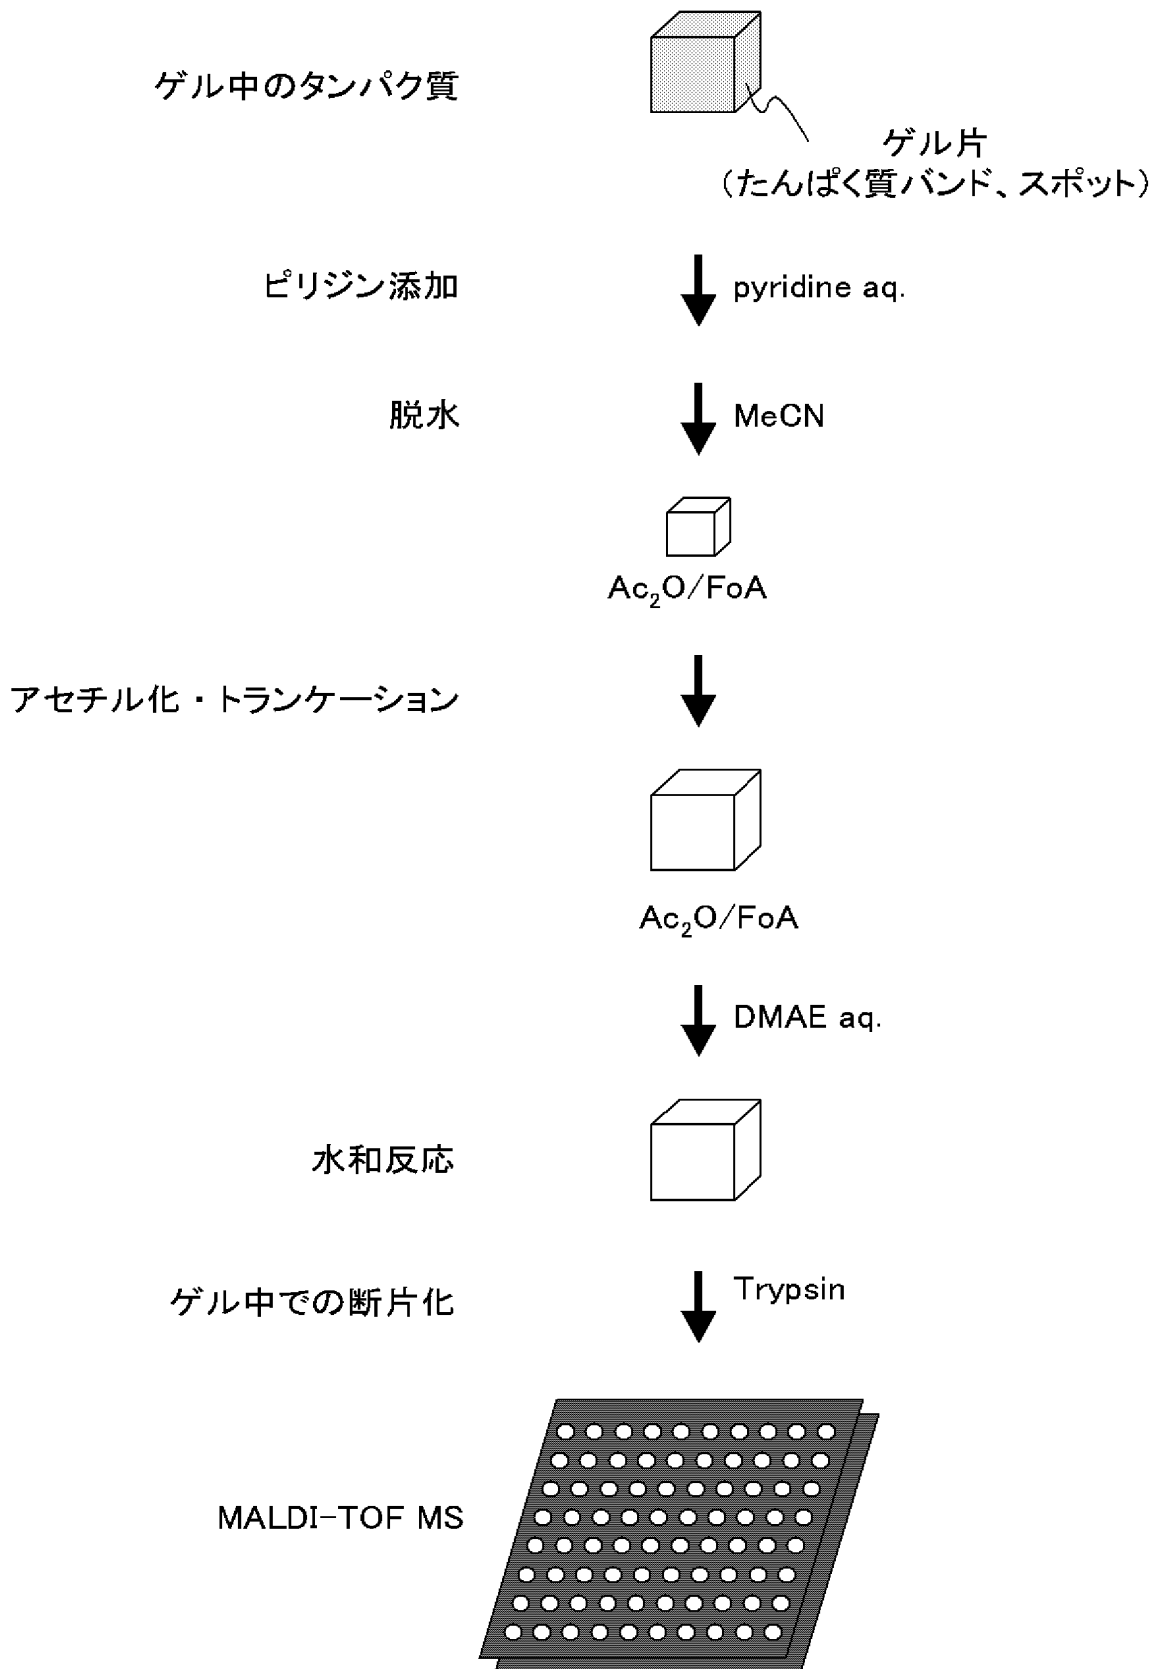 ゲル中のタンパク質
ゲル片
（たんぱく質バンド、スポット）
ピリジン添加
pyridine aq.
脱水
MeCN
Ac₂O/FoA
アセチル化・トランケーション
Ac₂O/FoA
DMAE aq.
水和反応
Trypsin
ゲル中での断片化
MALDI-TOF MS